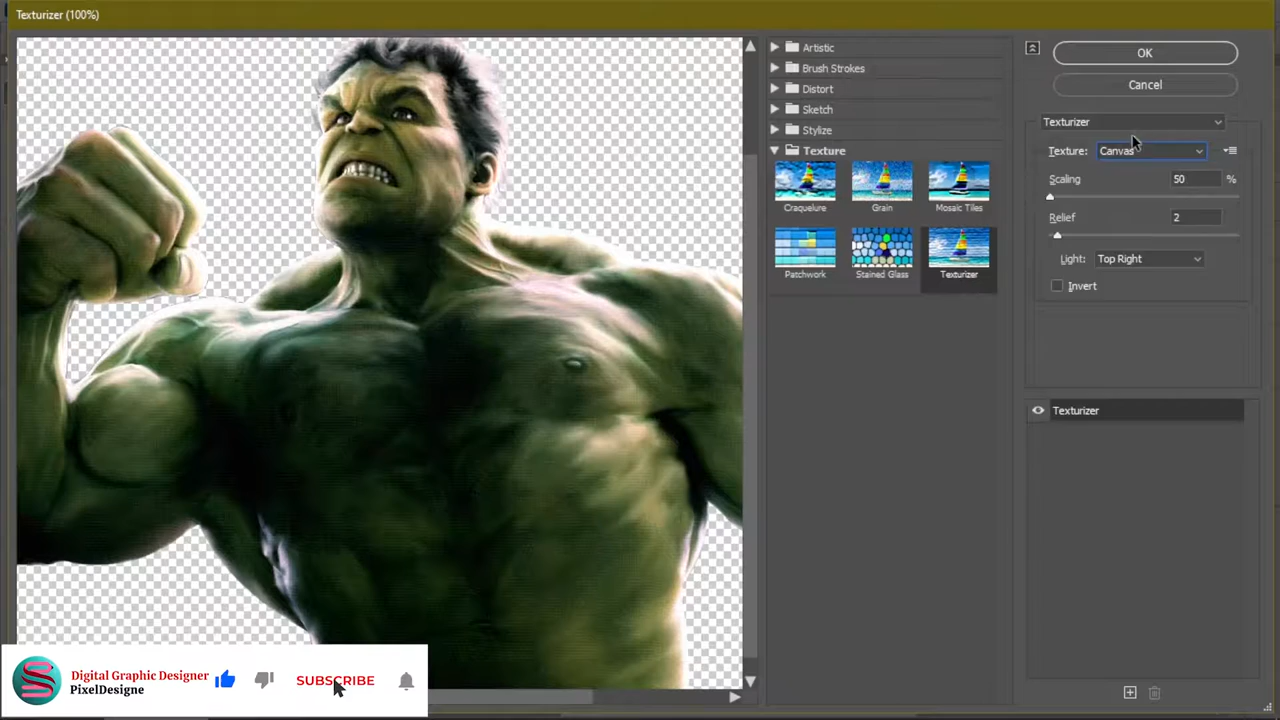 Texturizer (100%)
Artistic
Brush Strokes
Distort
Sketch
Stylize
Texture
Craquelure
Grain
Mosaic Tiles
Patchwork
Stained Glass
Texturizer
OK
Cancel
Texturizer
Texture: Canvas
Scaling 50 %
Relief 2
Light: Top Right
Invert
Texturizer
Digital Graphic Designer
PixelDesigne
SUBSCRIBE